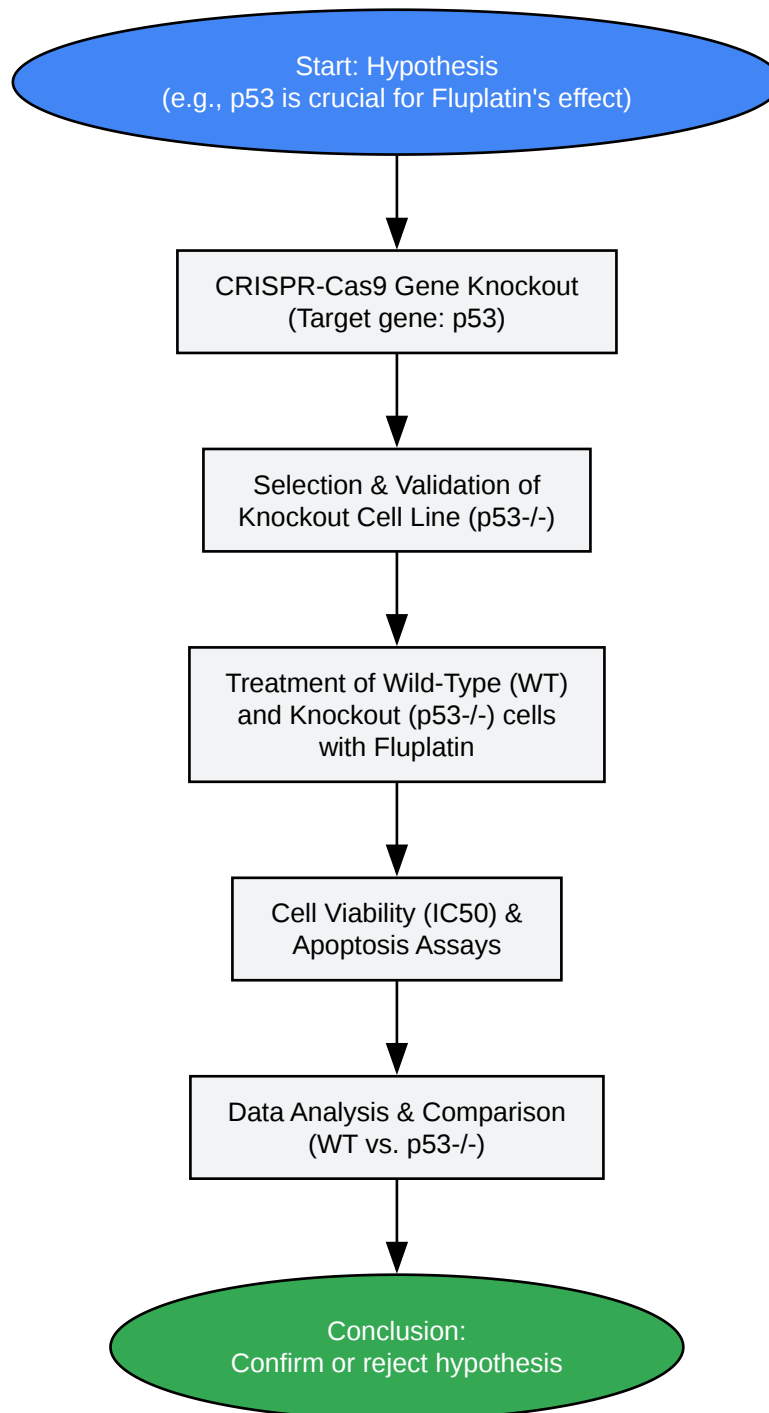 Start: Hypothesis
(e.g., p53 is crucial for Fluplatin's effect)
CRISPR-Cas9 Gene Knockout
(Target gene: p53)
Selection & Validation of
Knockout Cell Line (p53-/-)
Treatment of Wild-Type (WT)
and Knockout (p53-/-) cells
with Fluplatin
Cell Viability (IC50) &
Apoptosis Assays
Data Analysis & Comparison
(WT vs. p53-/-)
Conclusion:
Confirm or reject hypothesis